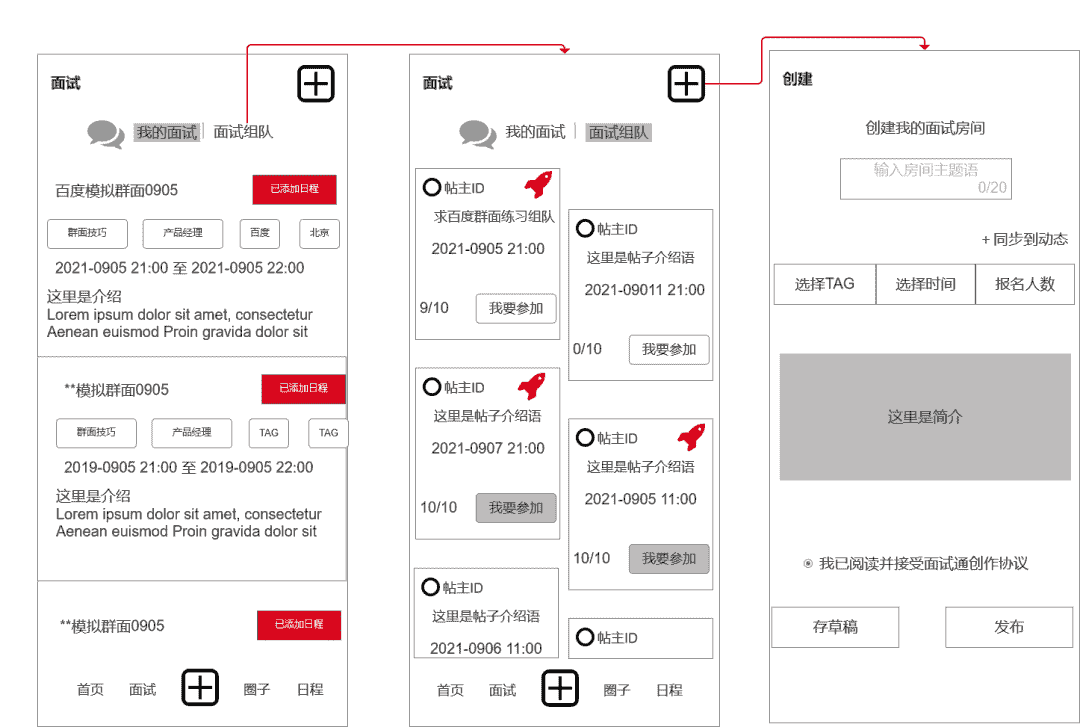 面试
我的面试 | 面试组队
百度模拟群面0905
已添加日程
群面技巧
产品经理
百度
北京
2021-0905 21:00 至 2021-0905 22:00
这里是介绍
Lorem ipsum dolor sit amet, consectetur
Aenean euismod Proin gravida dolor sit
**模拟群面0905
已添加日程
群面技巧
产品经理
TAG
TAG
2019-0905 21:00 至 2019-0905 22:00
这里是介绍
Lorem ipsum dolor sit amet, consectetur
Aenean euismod Proin gravida dolor sit
**模拟群面0905
已添加日程
首页
面试
圈子
日程
面试
我的面试 | 面试组队
帖主ID
求百度群面练习组队
2021-0905 21:00
9/10
我要参加
帖主ID
这里是帖子介绍语
2021-09011 21:00
0/10
我要参加
帖主ID
这里是帖子介绍语
2021-0907 21:00
10/10
我要参加
帖主ID
这里是帖子介绍语
2021-0905 11:00
10/10
我要参加
帖主ID
这里是帖子介绍语
2021-0906 11:00
帖主ID
首页
面试
圈子
日程
创建
创建我的面试房间
输入房间主题语
0/20
+同步到动态
选择TAG
选择时间
报名人数
这里是简介
我已阅读并接受面试通创作协议
存草稿
发布